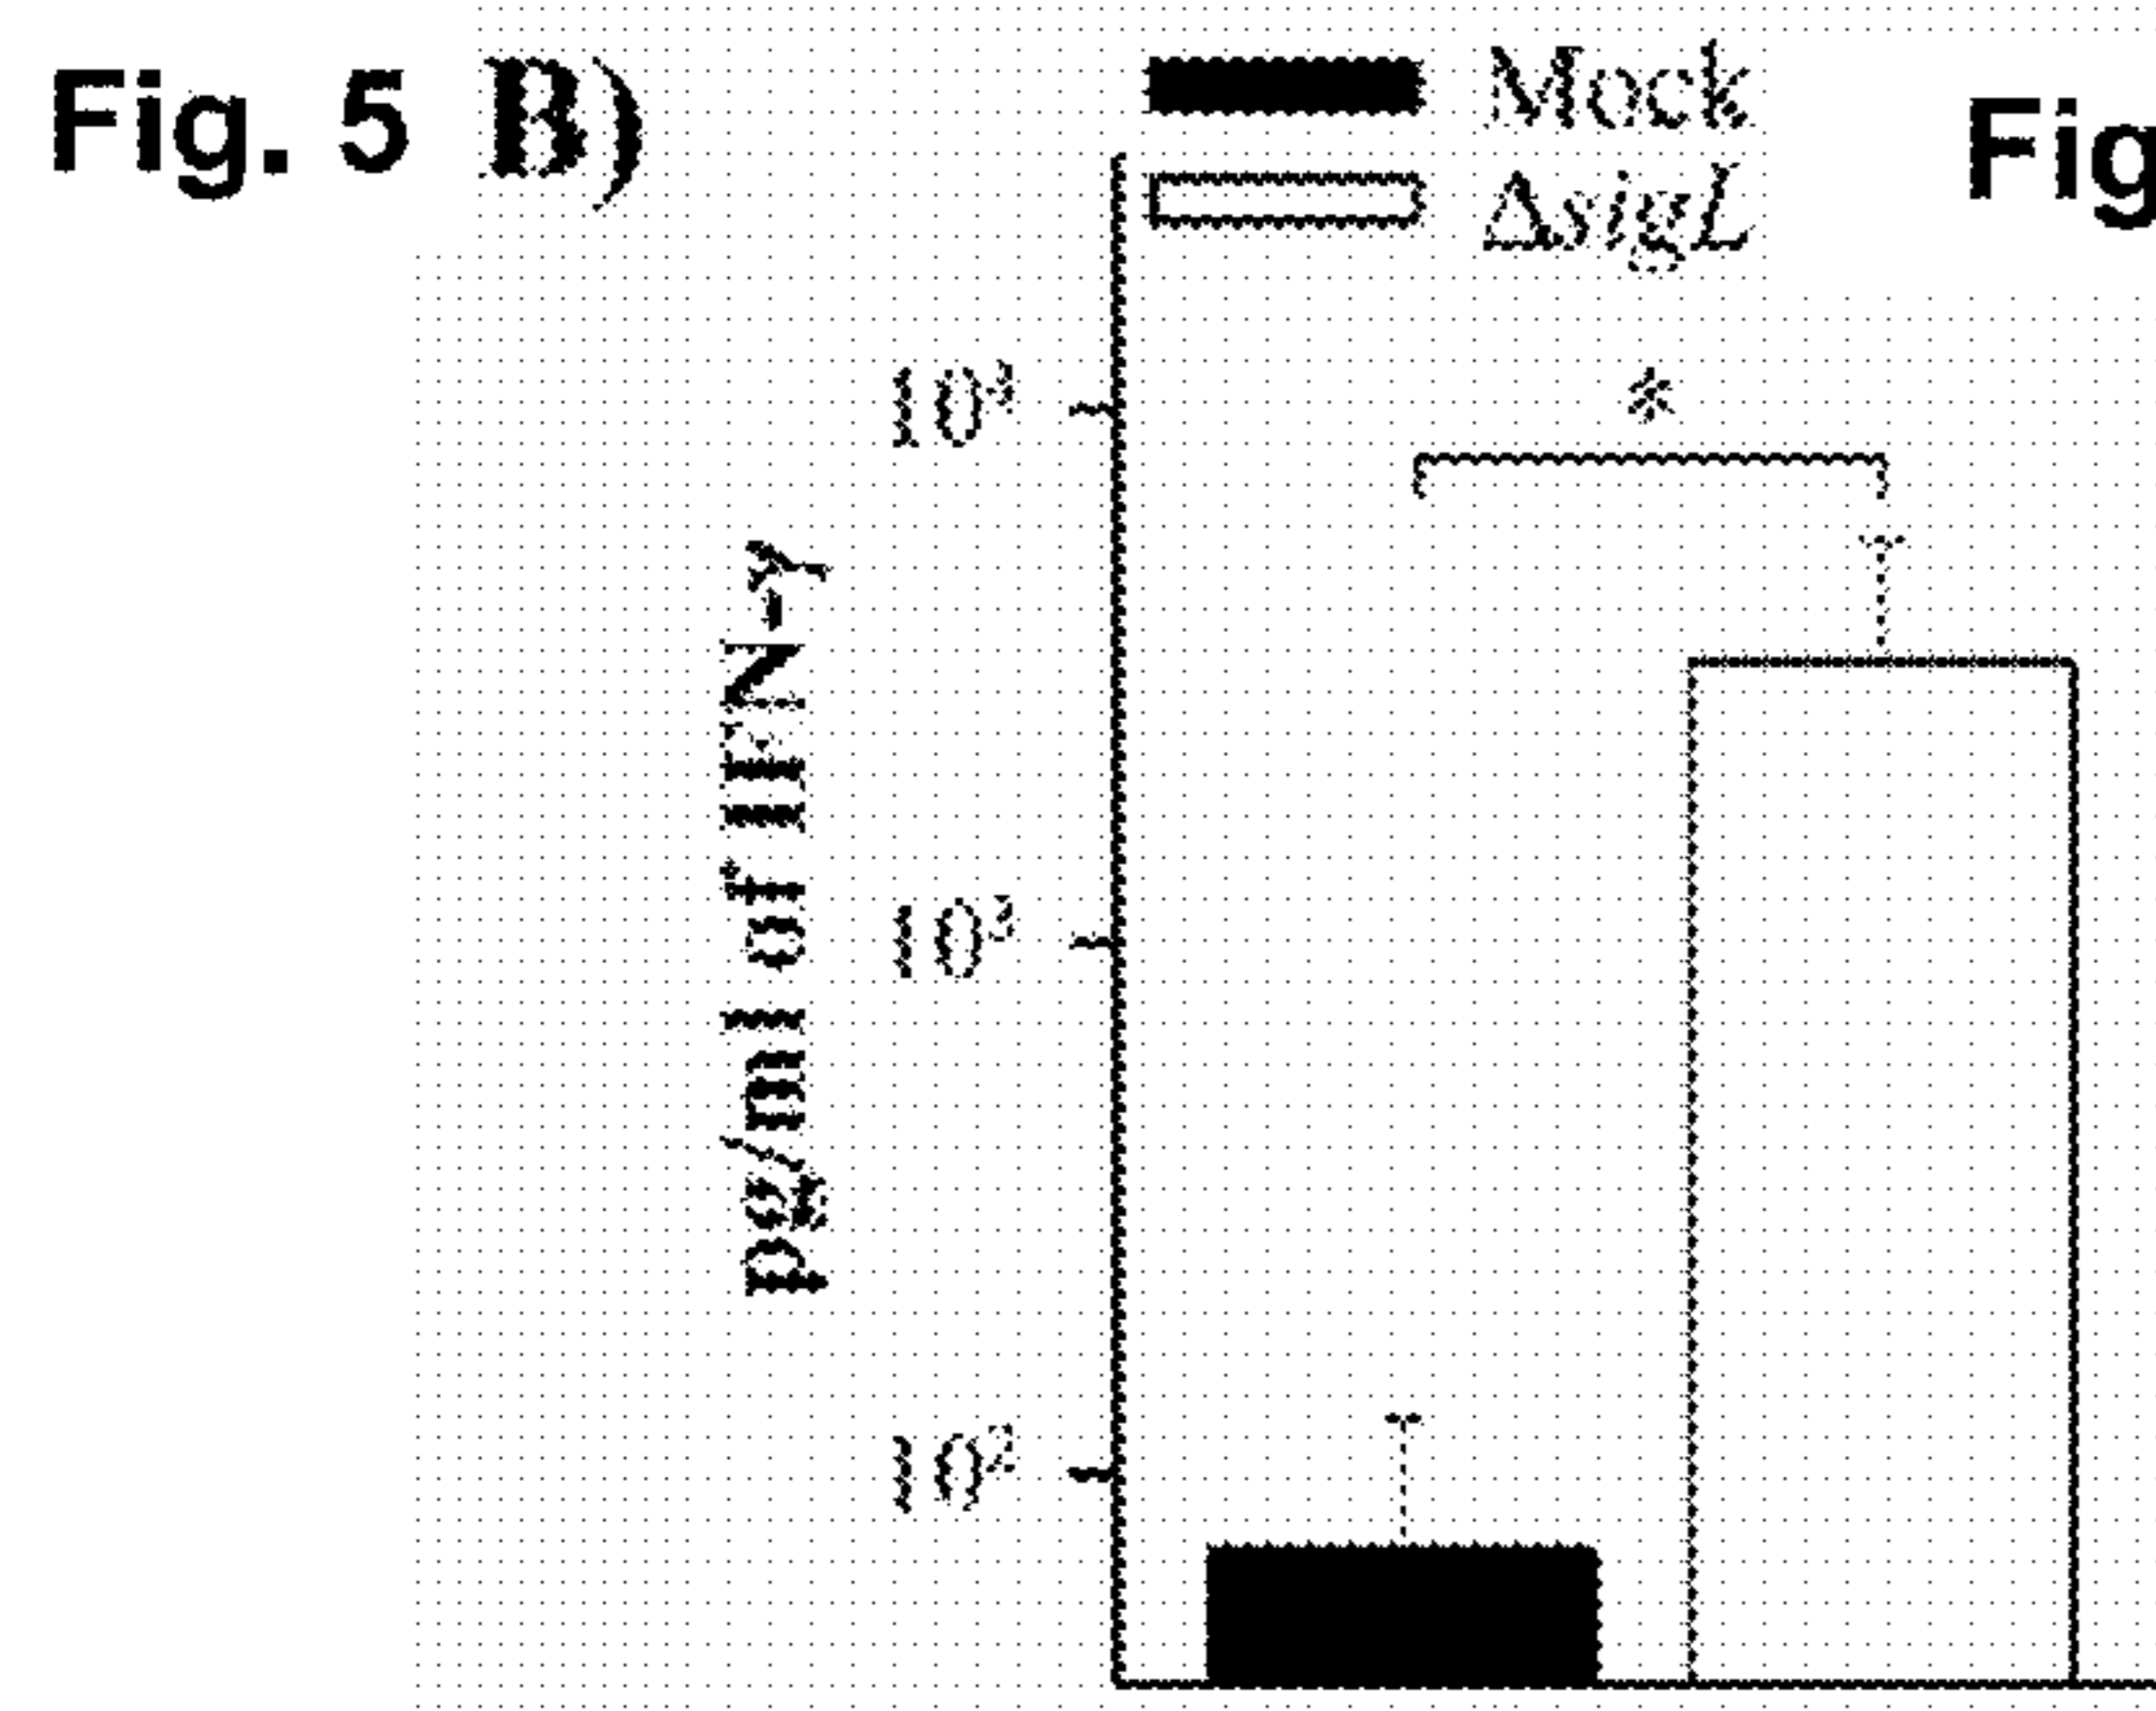 Fig. 5 B)
Mock
ΔsigL
Fig
10⁴
*
pg/ml of IFN-γ
10³
10²